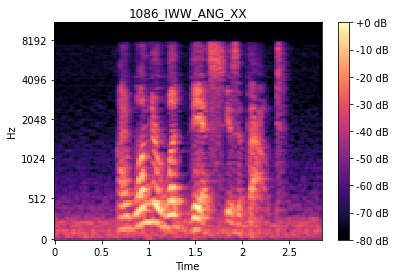 1086_IWW_ANG_XX
8192
4096
2048
1024
512
0
Hz
0 0.5 1 1.5 2 2.5
Time
+0 dB
-10 dB
-20 dB
-30 dB
-40 dB
-50 dB
-60 dB
-70 dB
-80 dB